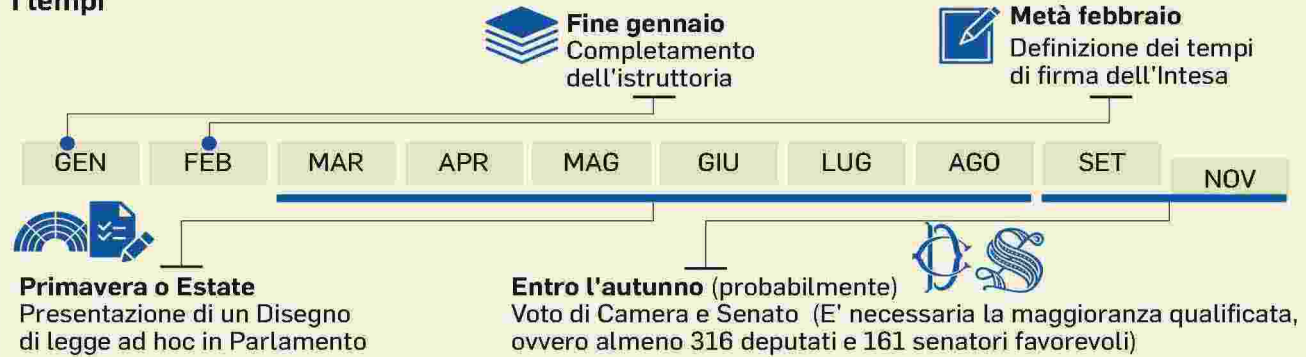 I tempi
Fine gennaio
Completamento
dell'istruttoria
Metà febbraio
Definizione dei tempi
di firma dell'Intesa
GEN FEB MAR APR MAG GIU LUG AGO SET NOV
Primavera o Estate
Presentazione di un Disegno
di legge ad hoc in Parlamento
Entro l'autunno (probabilmente)
Voto di Camera e Senato (E' necessaria la maggioranza qualificata,
ovvero almeno 316 deputati e 161 senatori favorevoli)